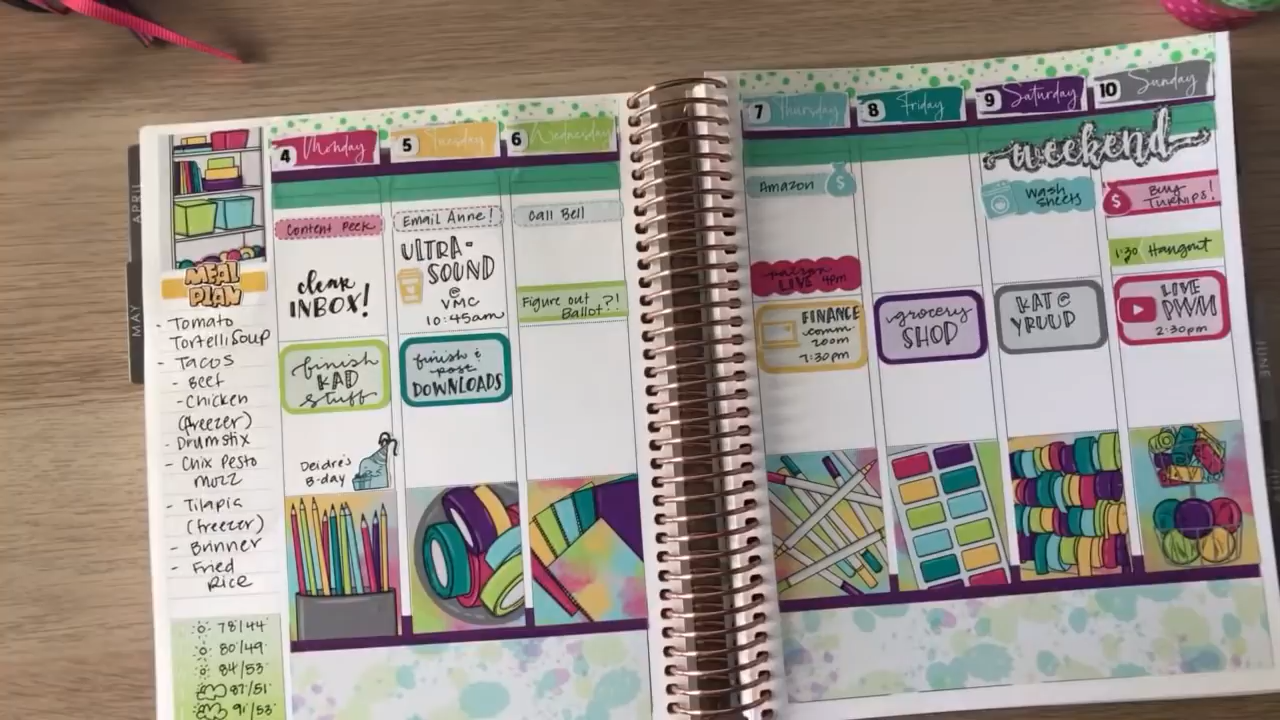 APRIL
MAY
MEAL
PLAN
- Tomato
Tortelli Soup
- Tacos
- Beef
- Chicken
(freezer)
- Drumstix
- Chix Pesto
mozz
- Tilapia
(freezer)
- Brinner
- Fried
Rice
78/44
80/49
84/53
87/51
91/53
4 Monday
Content Peek
clean
INBOX!
finish
KAD
stuff
Deidre's
B-day
5 Tuesday
Email Anne!
ULTRA-
SOUND
@
VMC
10:45am
finish &
post
DOWNLOADS
6 Wednesday
Call Bell
Figure out
Ballot?!
7 Thursday
Amazon
$
LIVE 4pm
FINANCE
comm.
zoom
7:30pm
8 Friday
grocery
SHOP
9 Saturday
weekend
Wash
Sheets
KAT @
YRUUP
10 Sunday
$
Buy
Turnips!
1:30 Hangout
LIVE
PWM
2:30pm
JUNE